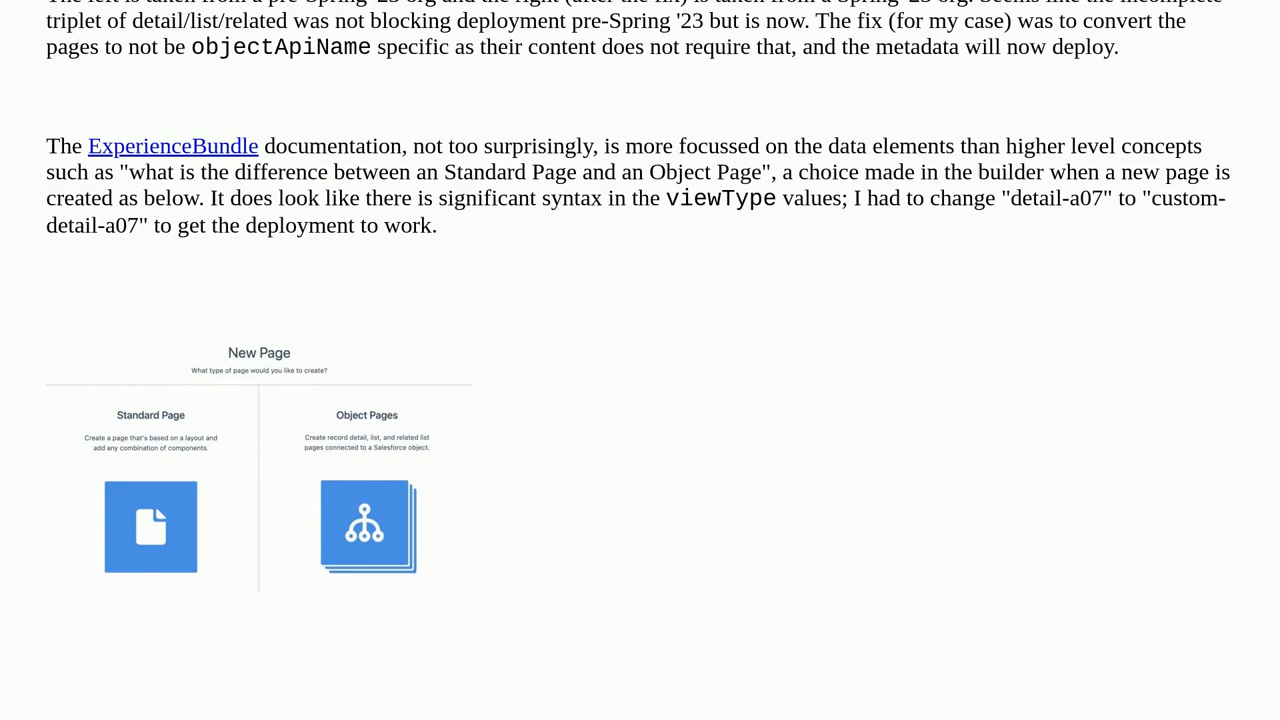 triplet of detail/list/related was not blocking deployment pre-Spring '23 but is now. The fix (for my case) was to convert the
pages to not be objectApiName specific as their content does not require that, and the metadata will now deploy.
The ExperienceBundle documentation, not too surprisingly, is more focussed on the data elements than higher level concepts
such as "what is the difference between an Standard Page and an Object Page", a choice made in the builder when a new page is
created as below. It does look like there is significant syntax in the viewType values; I had to change "detail-a07" to "custom-
detail-a07" to get the deployment to work.
New Page
What type of page would you like to create?
Standard Page
Create a page that's based on a layout and
add any combination of components.
Object Pages
Create record detail, list, and related list
pages connected to a Salesforce object.